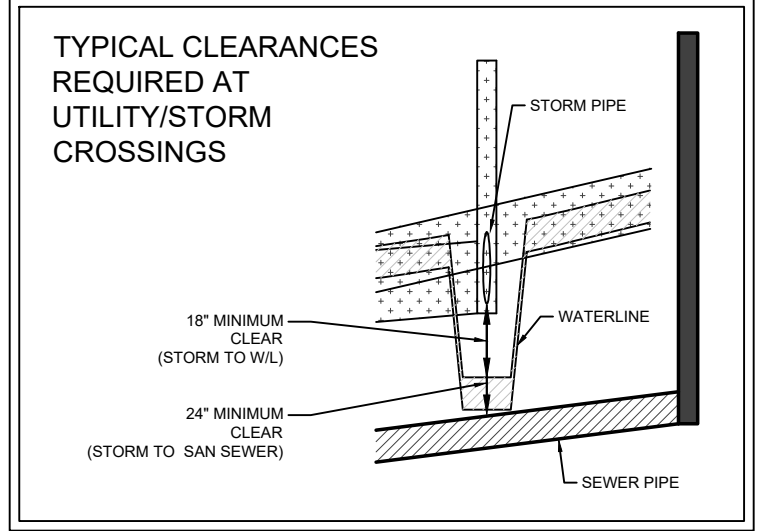 TYPICAL CLEARANCES
REQUIRED AT
UTILITY/STORM
CROSSINGS
STORM PIPE
18" MINIMUM
CLEAR
(STORM TO W/L)
WATERLINE
24" MINIMUM
CLEAR
(STORM TO SAN SEWER)
SEWER PIPE